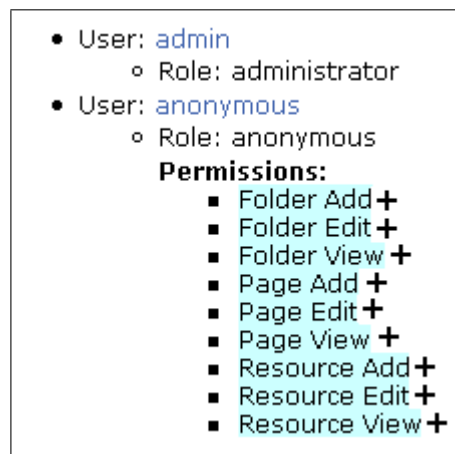 User: admin
Role: administrator
User: anonymous
Role: anonymous
Permissions:
Folder Add+
Folder Edit+
Folder View+
Page Add+
Page Edit+
Page View+
Resource Add+
Resource Edit+
Resource View+